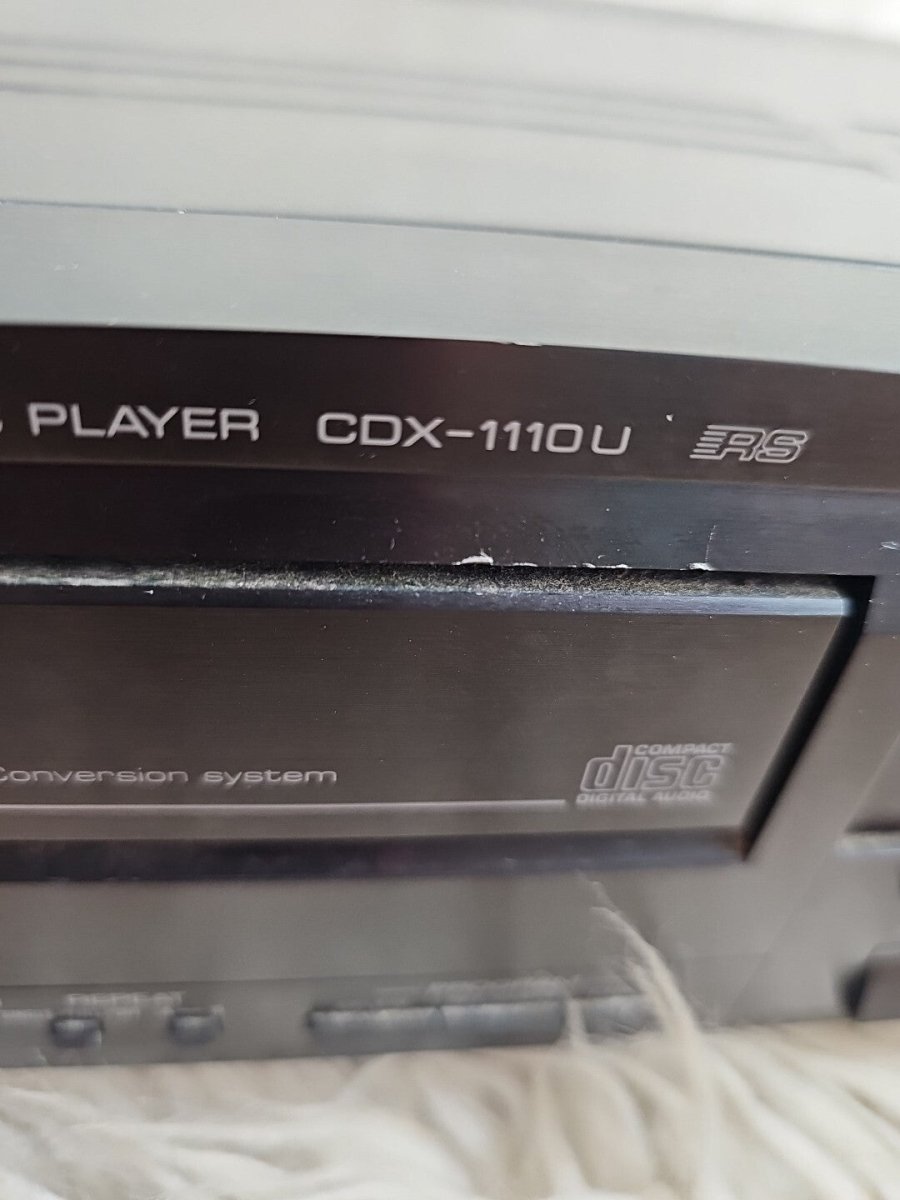 PLAYER CDX-1110U RS
Conversion system
COMPACT
disc
DIGITAL AUDIO